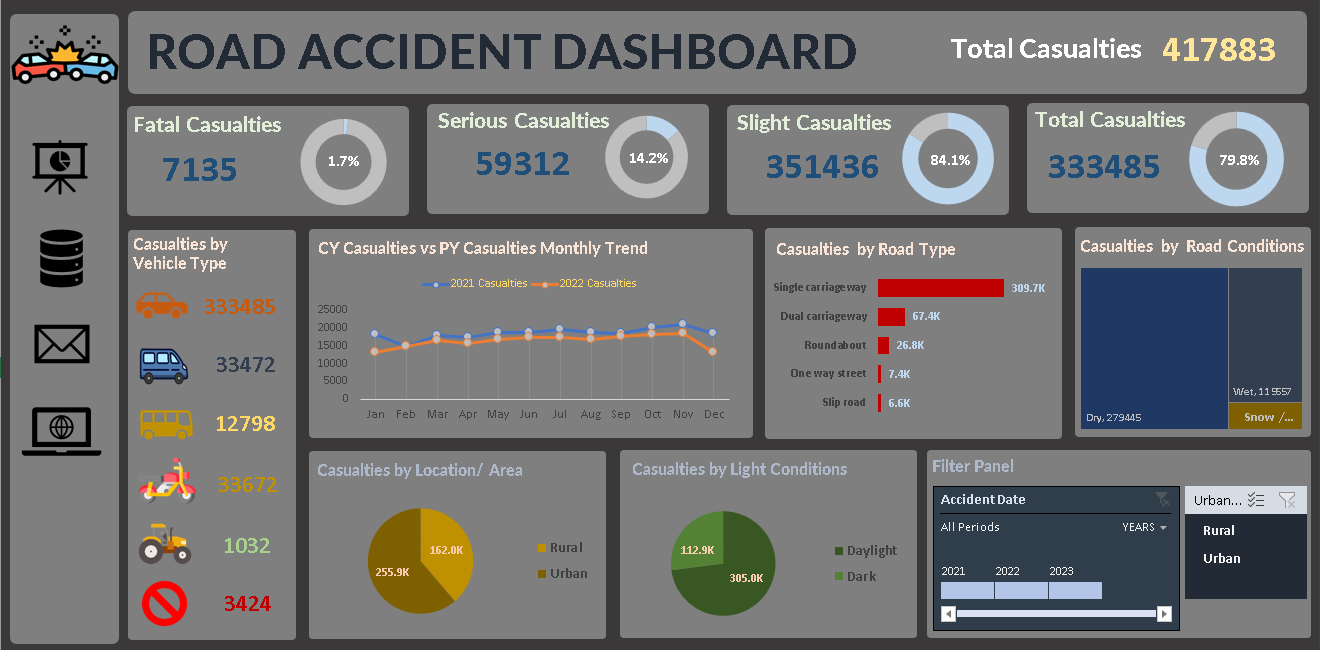 ROAD ACCIDENT DASHBOARD
Total Casualties 417883
Fatal Casualties
7135
1.7%
Serious Casualties
59312
14.2%
Slight Casualties
351436
84.1%
Total Casualties
333485
79.8%
Casualties by
Vehicle Type
333485
33472
12798
33672
1032
3424
CY Casualties vs PY Casualties Monthly Trend
2021 Casualties 2022 Casualties
25000
20000
15000
10000
5000
0
Jan Feb Mar Apr May Jun Jul Aug Sep Oct Nov Dec
Casualties by Road Type
Single carriageway 309.7K
Dual carriageway 67.4K
Roundabout 26.8K
One way street 7.4K
Slip road 6.6K
Casualties by Road Conditions
Dry, 279445
Wet, 115557
Snow /...
Casualties by Location/ Area
162.0K
255.9K
Rural
Urban
Casualties by Light Conditions
112.9K
305.0K
Daylight
Dark
Filter Panel
Accident Date
All Periods YEARS
2021 2022 2023
Urban...
Rural
Urban